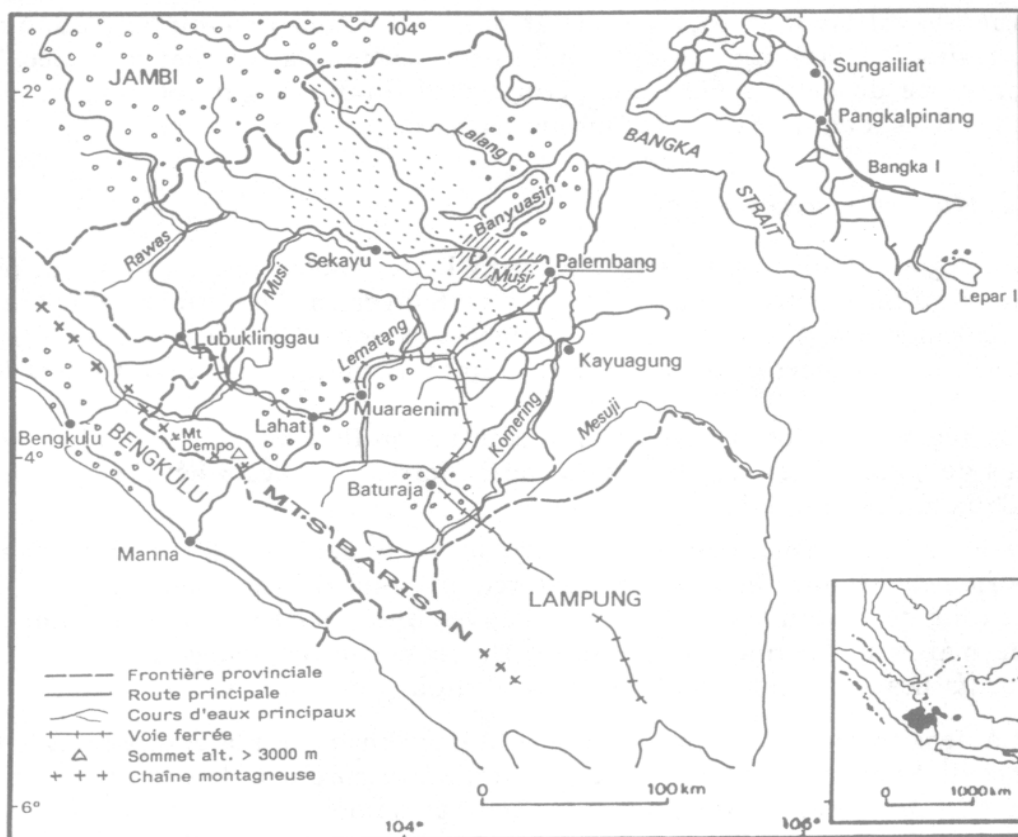 104°
2°
JAMBI
Sungailiat
Pangkalpinang
Lalang
BANGKA
STRAIT
Bangka I
Banyuasin
Rawas
Musi
Sekayu
Musi
Palembang
Lepar I
Lubuklinggau
Lematang
Kayuagung
Muaraenim
Komering
Mesuji
Lahat
Bengkulu
BENGKULU
Mt
Dempo
4°
Baturaja
MTS BARISAN
Manna
LAMPUNG
Frontière provinciale
Route principale
Cours d'eaux principaux
Voie ferrée
Sommet alt. > 3000 m
Chaîne montagneuse
0 100 km
0 1000 km
6°
104°
106°